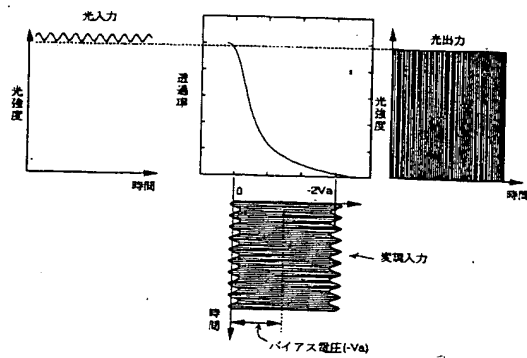 光入力
光強度
時間
透過率
0
-2Va
光出力
光強度
時間
変調入力
時間
バイアス電圧(-Va)